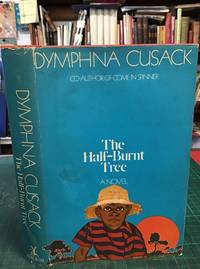 DYMPHNA CUSACK
CO-AUTHOR OF COME IN SPINNER
The
Half-Burnt
Tree
A NOVEL
DYMPHNA CUSACK
The Half-Burnt Tree